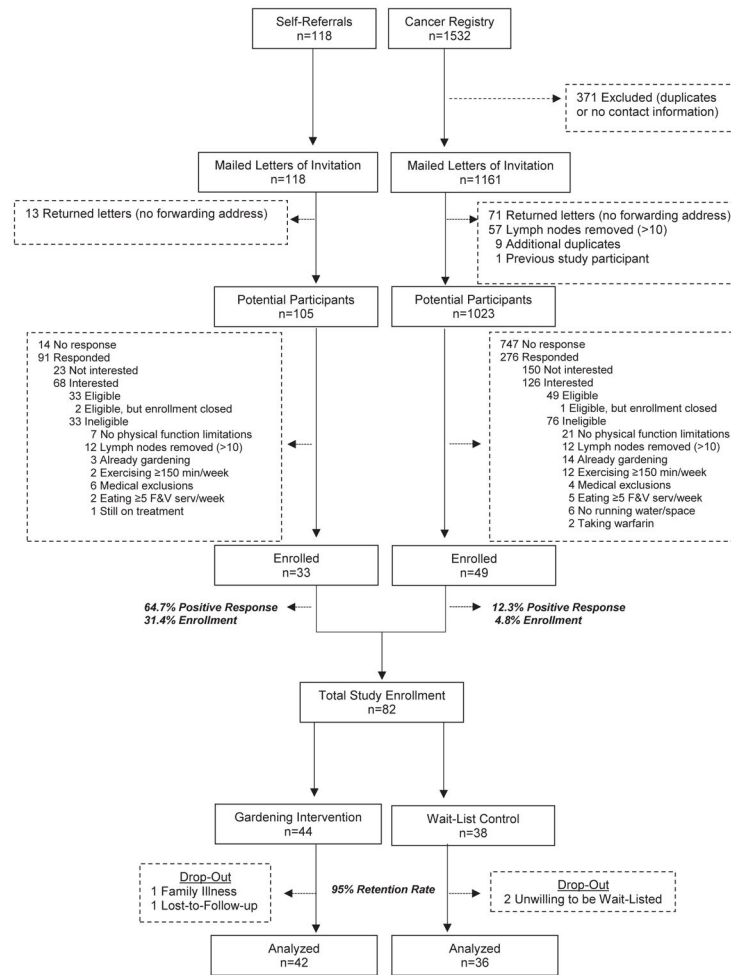 Self-Referrals
n=118
Cancer Registry
n=1532
371 Excluded (duplicates
or no contact information)
Mailed Letters of Invitation
n=118
Mailed Letters of Invitation
n=1161
13 Returned letters (no forwarding address)
71 Returned letters (no forwarding address)
57 Lymph nodes removed (>10)
9 Additional duplicates
1 Previous study participant
Potential Participants
n=105
Potential Participants
n=1023
14 No response
91 Responded
23 Not interested
68 Interested
33 Eligible
2 Eligible, but enrollment closed
33 Ineligible
7 No physical function limitations
12 Lymph nodes removed (>10)
3 Already gardening
2 Exercising ≥150 min/week
6 Medical exclusions
2 Eating ≥5 F&V serv/week
1 Still on treatment
747 No response
276 Responded
150 Not interested
126 Interested
49 Eligible
1 Eligible, but enrollment closed
76 Ineligible
21 No physical function limitations
12 Lymph nodes removed (>10)
14 Already gardening
12 Exercising ≥150 min/week
4 Medical exclusions
5 Eating ≥5 F&V serv/week
6 No running water/space
2 Taking warfarin
Enrolled
n=33
Enrolled
n=49
64.7% Positive Response
31.4% Enrollment
12.3% Positive Response
4.8% Enrollment
Total Study Enrollment
n=82
Gardening Intervention
n=44
Wait-List Control
n=38
Drop-Out
1 Family Illness
1 Lost-to-Follow-up
95% Retention Rate
Drop-Out
2 Unwilling to be Wait-Listed
Analyzed
n=42
Analyzed
n=36